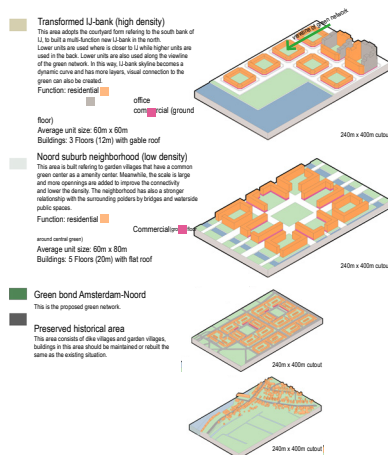 Transformed IJ-bank (high density)
This area adopts the courtyard form refering to the south bank of
IJ, to built a multi-function new IJ-bank in the north.
Lower units are used where is closer to IJ while higher units are
used in the back. Lower units are also used along the viewline
of the green network. In this way, IJ-bank skyline becomes a
dynamic curve and has more layers, visual connection to the
green can also be created.
Function: residential
office
commercial (ground
floor)
Average unit size: 60m x 60m
Buildings: 3 Floors (12m) with gable roof
green network
240m x 400m cutout
Noord suburb neighborhood (low density)
This area is built refering to garden villages that have a common
green center as a amenity center. Meanwhile, the scale is large
and more openings are added to improve the connectivity
and lower the density. The neighborhood has also a stronger
relationship with the surrounding polders by bridges and waterside
public spaces.
Function: residential
Commercial
around central green)
Average unit size: 60m x 80m
Buildings: 5 Floors (20m) with flat roof
240m x 400m cutout
Green bond Amsterdam-Noord
This is the proposed green network.
Preserved historical area
This area consists of dike villages and garden villages,
buildings in this area should be maintained or rebuilt the
same as the existing situation.
240m x 400m cutout
240m x 400m cutout